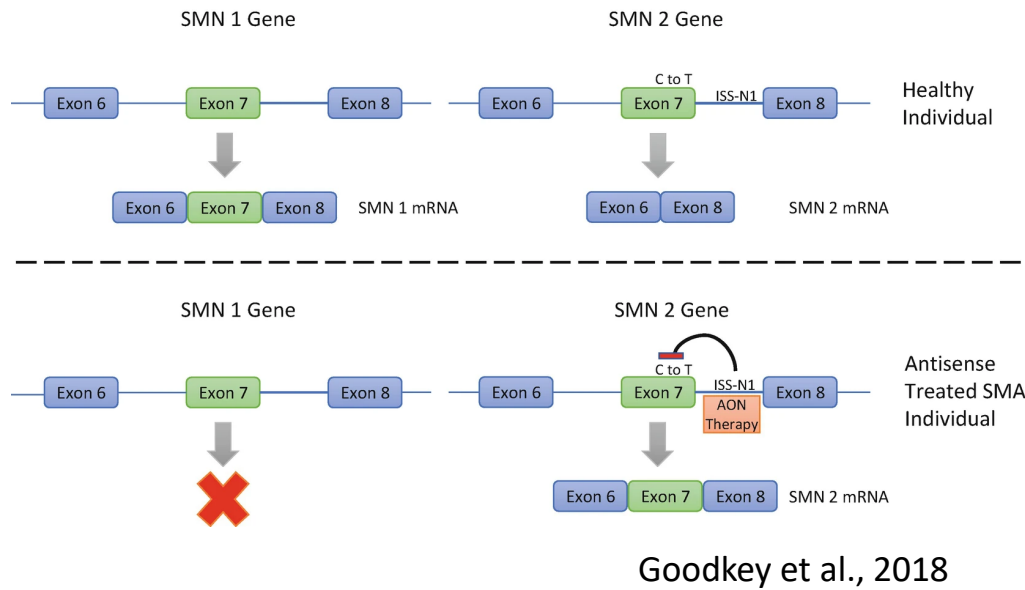 SMN 1 Gene
SMN 2 Gene
Exon 6
Exon 7
Exon 8
Exon 6
C to T
Exon 7
ISS-N1
Exon 8
Healthy
Individual
Exon 6
Exon 7
Exon 8
SMN 1 mRNA
Exon 6
Exon 8
SMN 2 mRNA
SMN 1 Gene
SMN 2 Gene
Exon 6
Exon 7
Exon 8
Exon 6
C to T
Exon 7
ISS-N1
AON
Therapy
Exon 8
Antisense
Treated SMA
Individual
Exon 6
Exon 7
Exon 8
SMN 2 mRNA
Goodkey et al., 2018